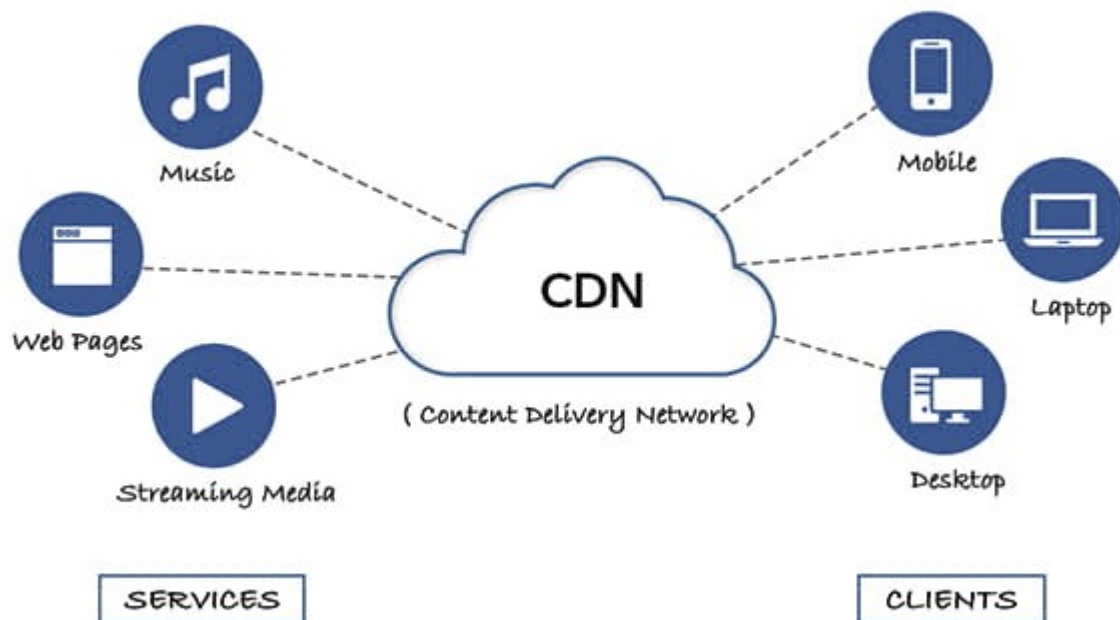 Music
Mobile
Web Pages
CDN
Laptop
Streaming Media
( Content Delivery Network )
Desktop
SERVICES
CLIENTS